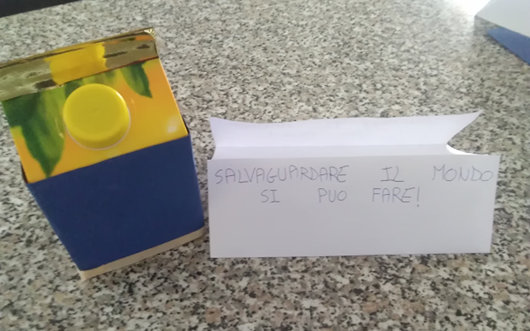 SALVAGUARDARE IL MONDO
SI PUO FARE!